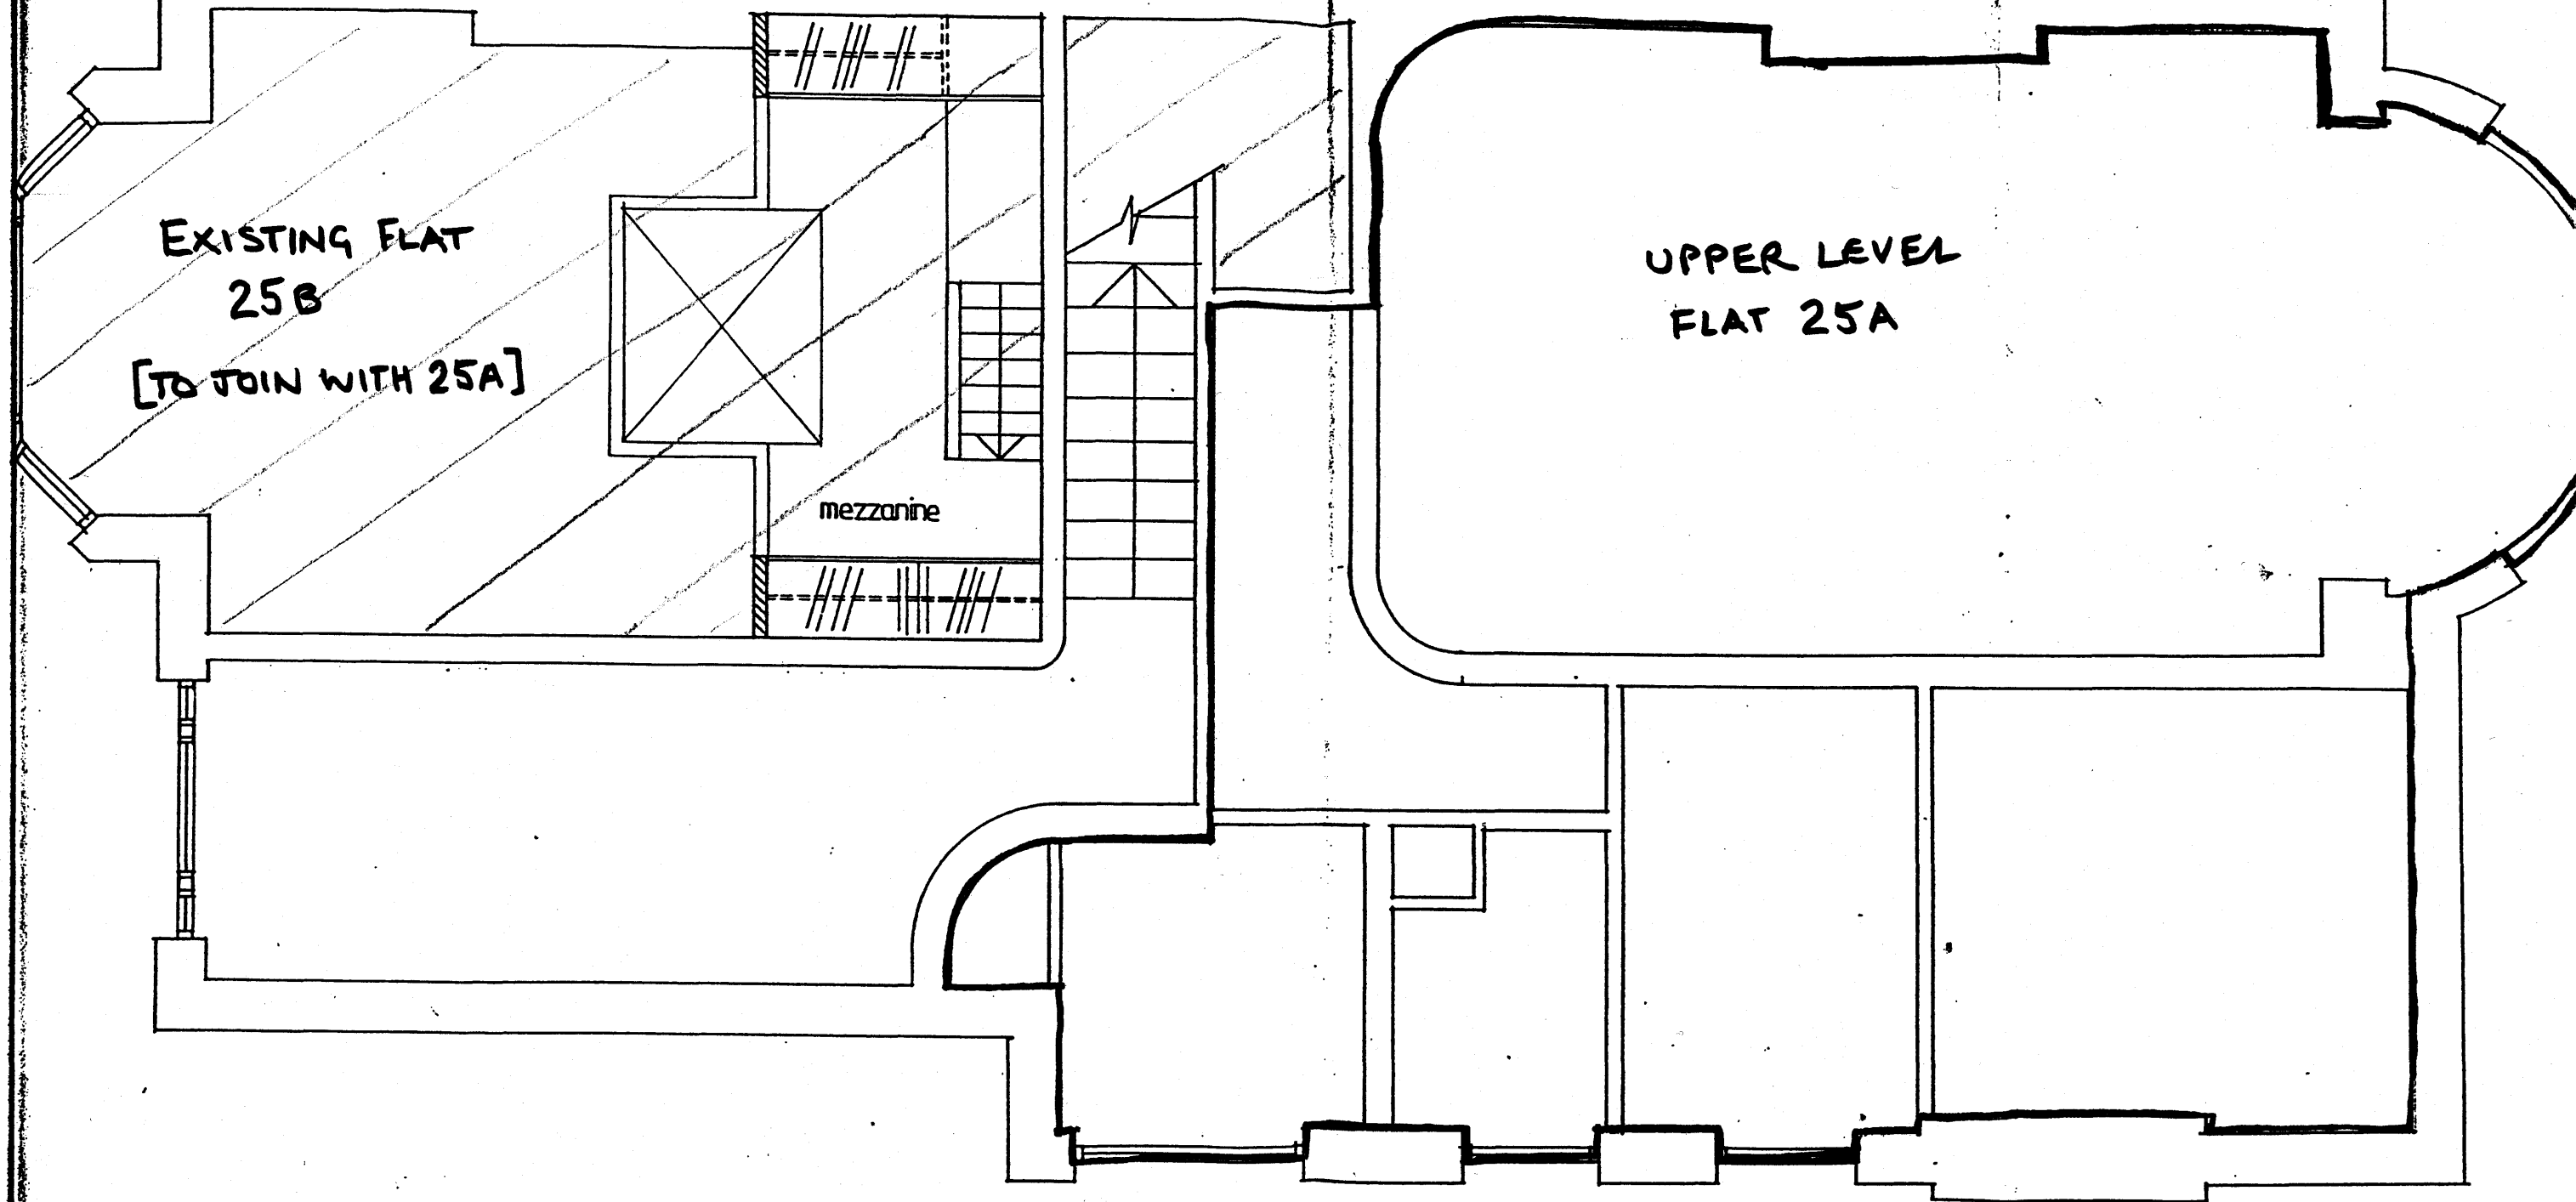 EXISTING FLAT
25B
[TO JOIN WITH 25A]
mezzanine
UPPER LEVEL
FLAT 25A